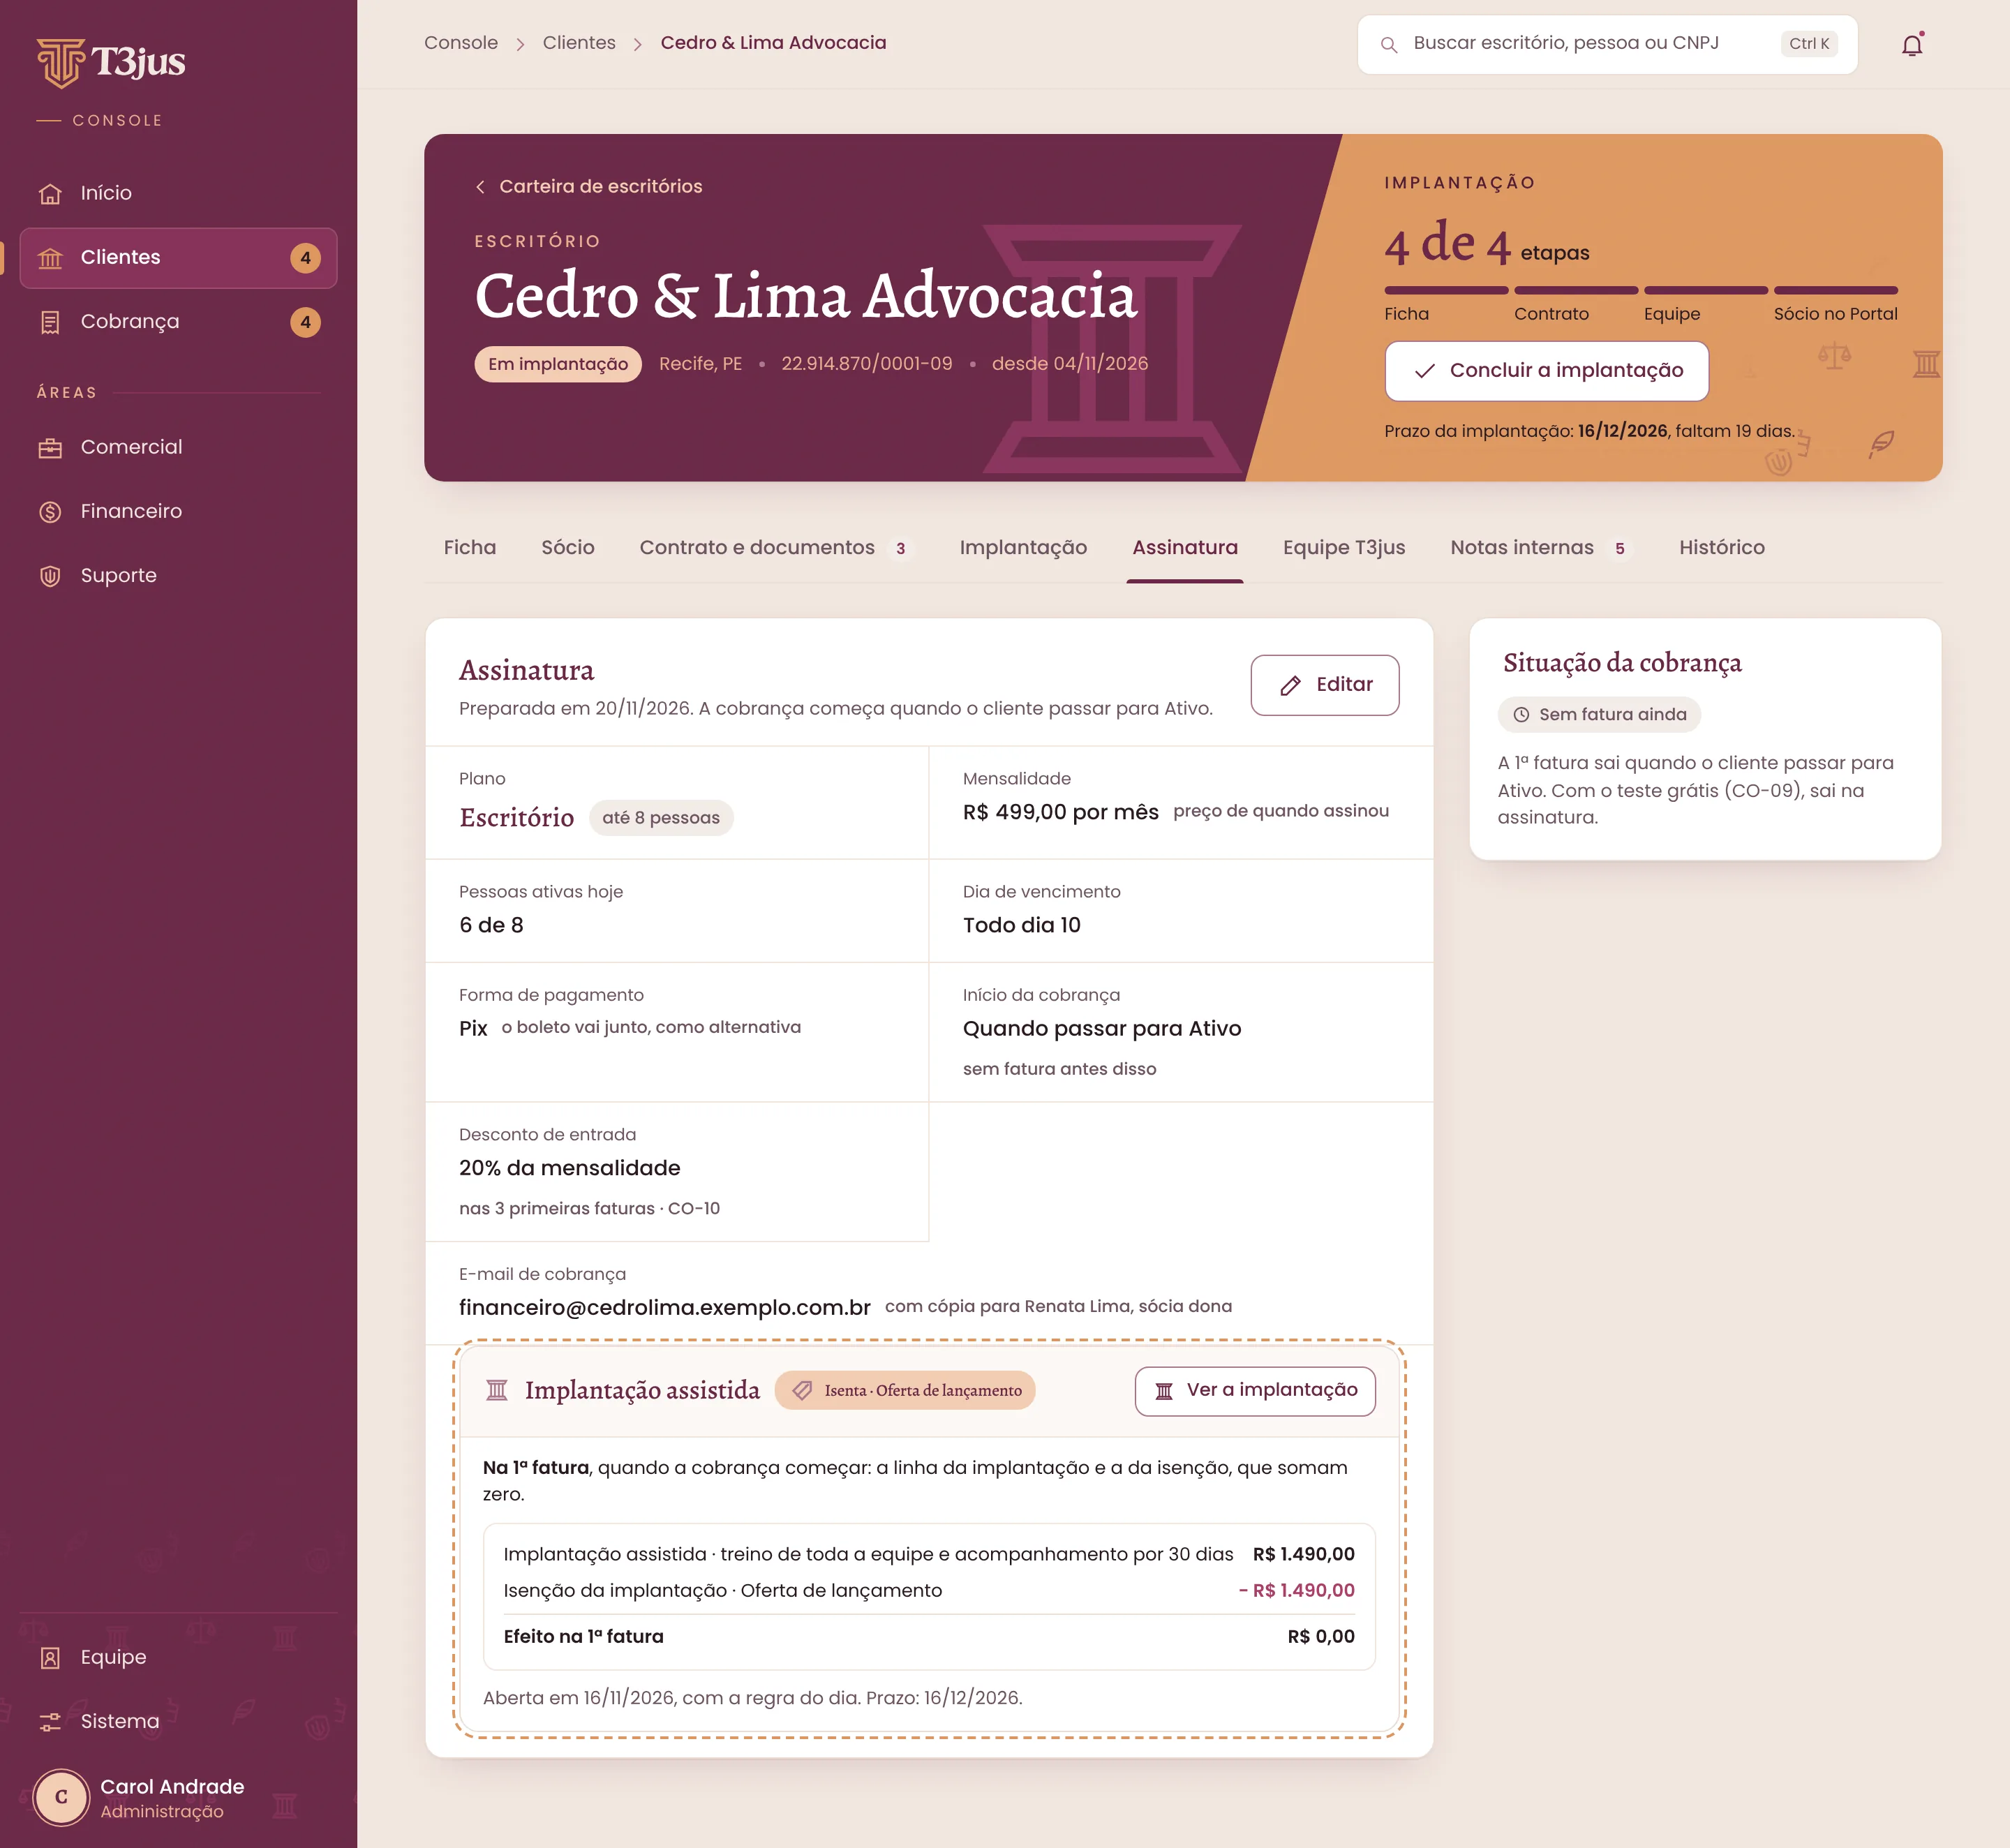 T3jus
CONSOLE
Início
Clientes 4
Cobrança 4
ÁREAS
Comercial
Financeiro
Suporte
Equipe
Sistema
C
Carol Andrade
Administração
Console > Clientes > Cedro & Lima Advocacia
Buscar escritório, pessoa ou CNPJ Ctrl K
Carteira de escritórios
ESCRITÓRIO
Cedro & Lima Advocacia
Em implantação Recife, PE • 22.914.870/0001-09 • desde 04/11/2026
IMPLANTAÇÃO
4 de 4 etapas
Ficha Contrato Equipe Sócio no Portal
Concluir a implantação
Prazo da implantação: 16/12/2026, faltam 19 dias.
Ficha Sócio Contrato e documentos 3 Implantação Assinatura Equipe T3jus Notas internas 5 Histórico
Assinatura
Preparada em 20/11/2026. A cobrança começa quando o cliente passar para Ativo.
Editar
Plano
Escritório até 8 pessoas
Mensalidade
R$ 499,00 por mês preço de quando assinou
Pessoas ativas hoje
6 de 8
Dia de vencimento
Todo dia 10
Forma de pagamento
Pix o boleto vai junto, como alternativa
Início da cobrança
Quando passar para Ativo
sem fatura antes disso
Desconto de entrada
20% da mensalidade
nas 3 primeiras faturas · CO-10
E-mail de cobrança
financeiro@cedrolima.exemplo.com.br com cópia para Renata Lima, sócia dona
Implantação assistida Isenta · Oferta de lançamento Ver a implantação
Na 1ª fatura, quando a cobrança começar: a linha da implantação e a da isenção, que somam
zero.
Implantação assistida · treino de toda a equipe e acompanhamento por 30 dias R$ 1.490,00
Isenção da implantação · Oferta de lançamento − R$ 1.490,00
Efeito na 1ª fatura R$ 0,00
Aberta em 16/11/2026, com a regra do dia. Prazo: 16/12/2026.
Situação da cobrança
Sem fatura ainda
A 1ª fatura sai quando o cliente passar para
Ativo. Com o teste grátis (CO-09), sai na
assinatura.